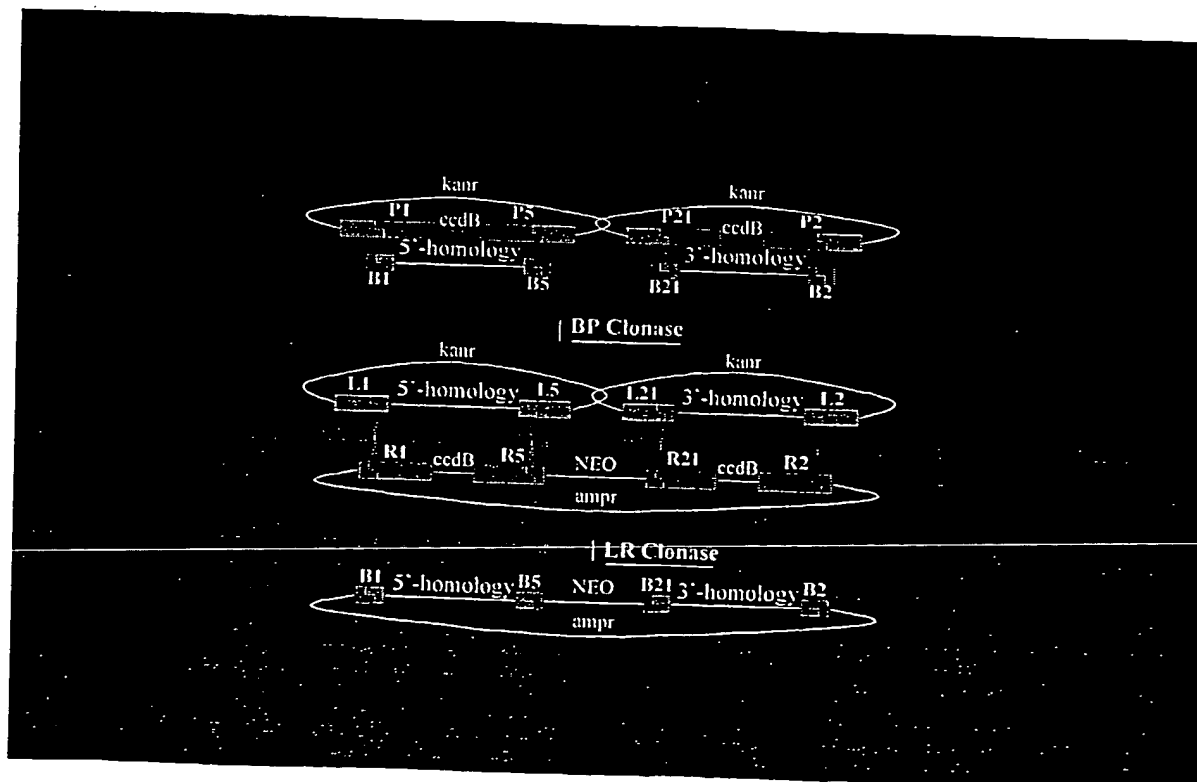 kanr kanr
P1 ccdB P5 P21 ccdB P2
5'-homology 3'-homology
B1 B5 B21 B2
BP Clonase
kanr kanr
L1 5'-homology L5 L21 3'-homology L2
R1 ccdB R5 NEO R21 ccdB R2
ampr
LR Clonase
B1 5'-homology B5 NEO B21 3'-homology B2
ampr